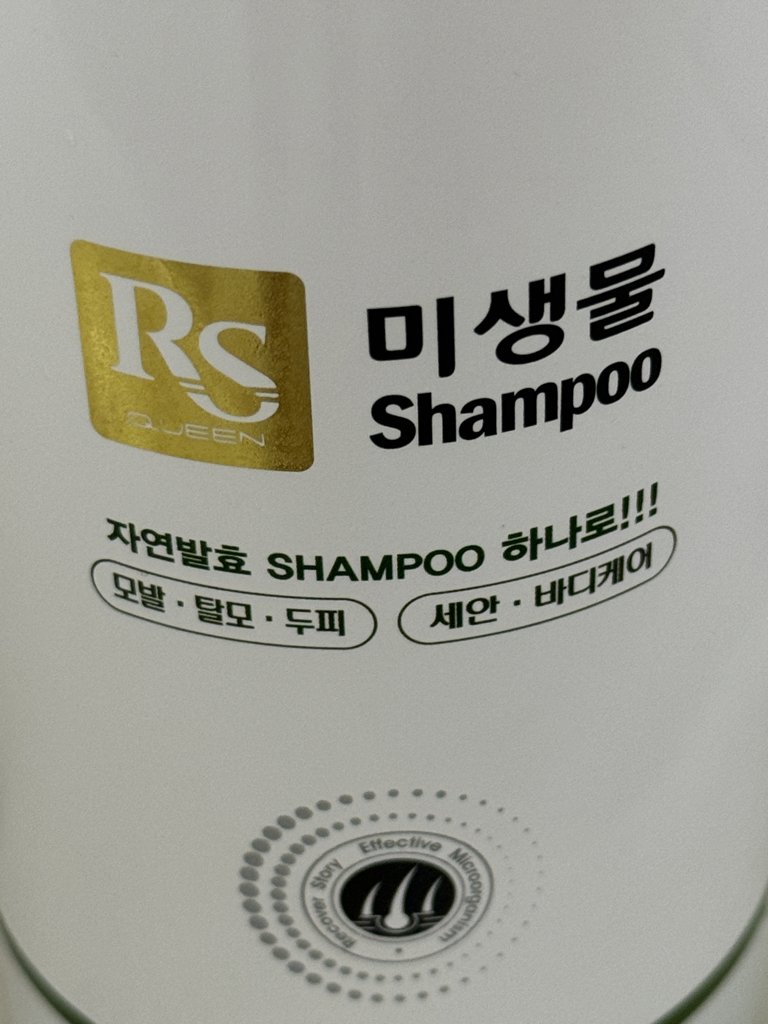 RS
QUEEN
미생물
Shampoo
자연발효 SHAMPOO 하나로!!!
모발 · 탈모 · 두피
세안 · 바디케어
Recover Story Effective Microorganism